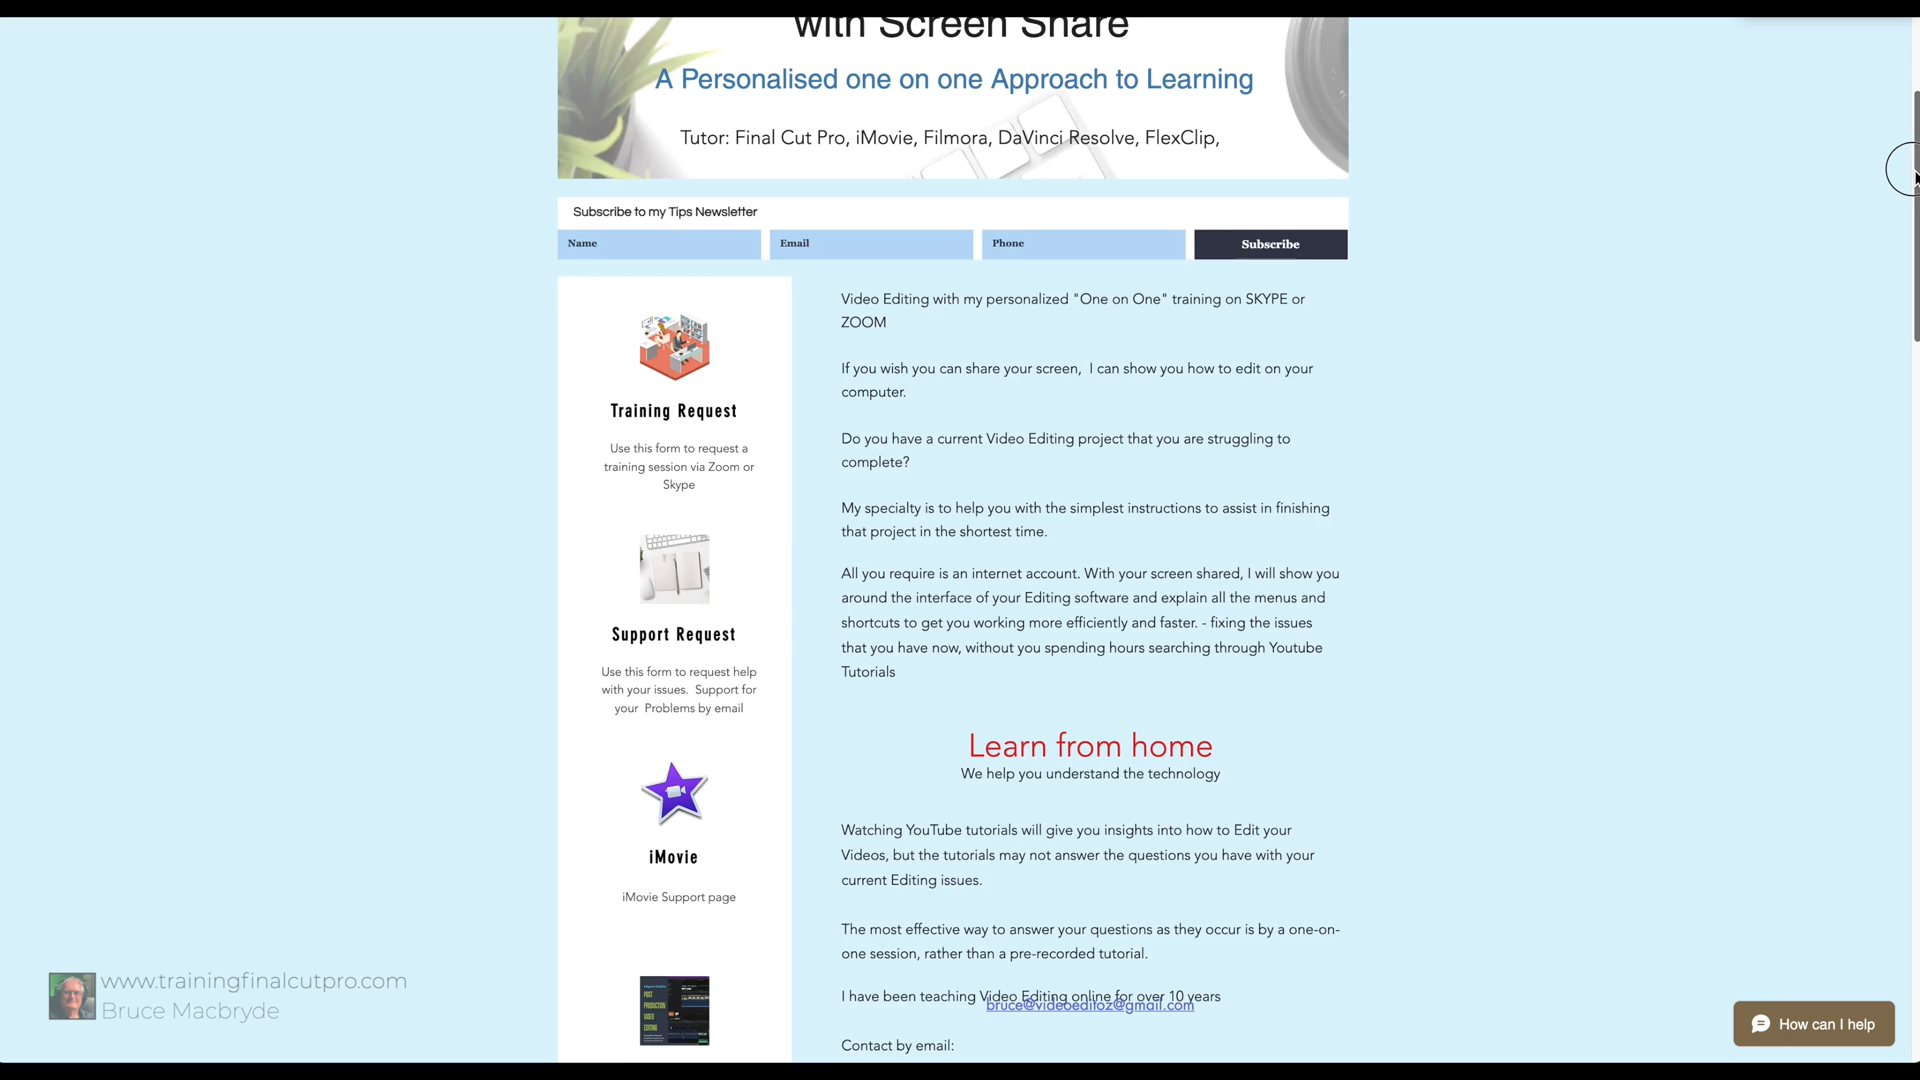 with Screen Share
A Personalised one on one Approach to Learning
Tutor: Final Cut Pro, iMovie, Filmora, DaVinci Resolve, FlexClip,
Subscribe to my Tips Newsletter
Name
Email
Phone
Subscribe
Training Request
Use this form to request a
training session via Zoom or
Skype
Support Request
Use this form to request help
with your issues. Support for
your Problems by email
iMovie
iMovie Support page
POST
PRODUCTION
VIDEO
EDITING
Video Editing with my personalized "One on One" training on SKYPE or
ZOOM
If you wish you can share your screen, I can show you how to edit on your
computer.
Do you have a current Video Editing project that you are struggling to
complete?
My specialty is to help you with the simplest instructions to assist in finishing
that project in the shortest time.
All you require is an internet account. With your screen shared, I will show you
around the interface of your Editing software and explain all the menus and
shortcuts to get you working more efficiently and faster. - fixing the issues
that you have now, without you spending hours searching through Youtube
Tutorials
Learn from home
We help you understand the technology
Watching YouTube tutorials will give you insights into how to Edit your
Videos, but the tutorials may not answer the questions you have with your
current Editing issues.
The most effective way to answer your questions as they occur is by a one-on-
one session, rather than a pre-recorded tutorial.
I have been teaching Video Editing online for over 10 years
bruce@videoeditoz@gmail.com
Contact by email:
www.trainingfinalcutpro.com
Bruce Macbryde
How can I help